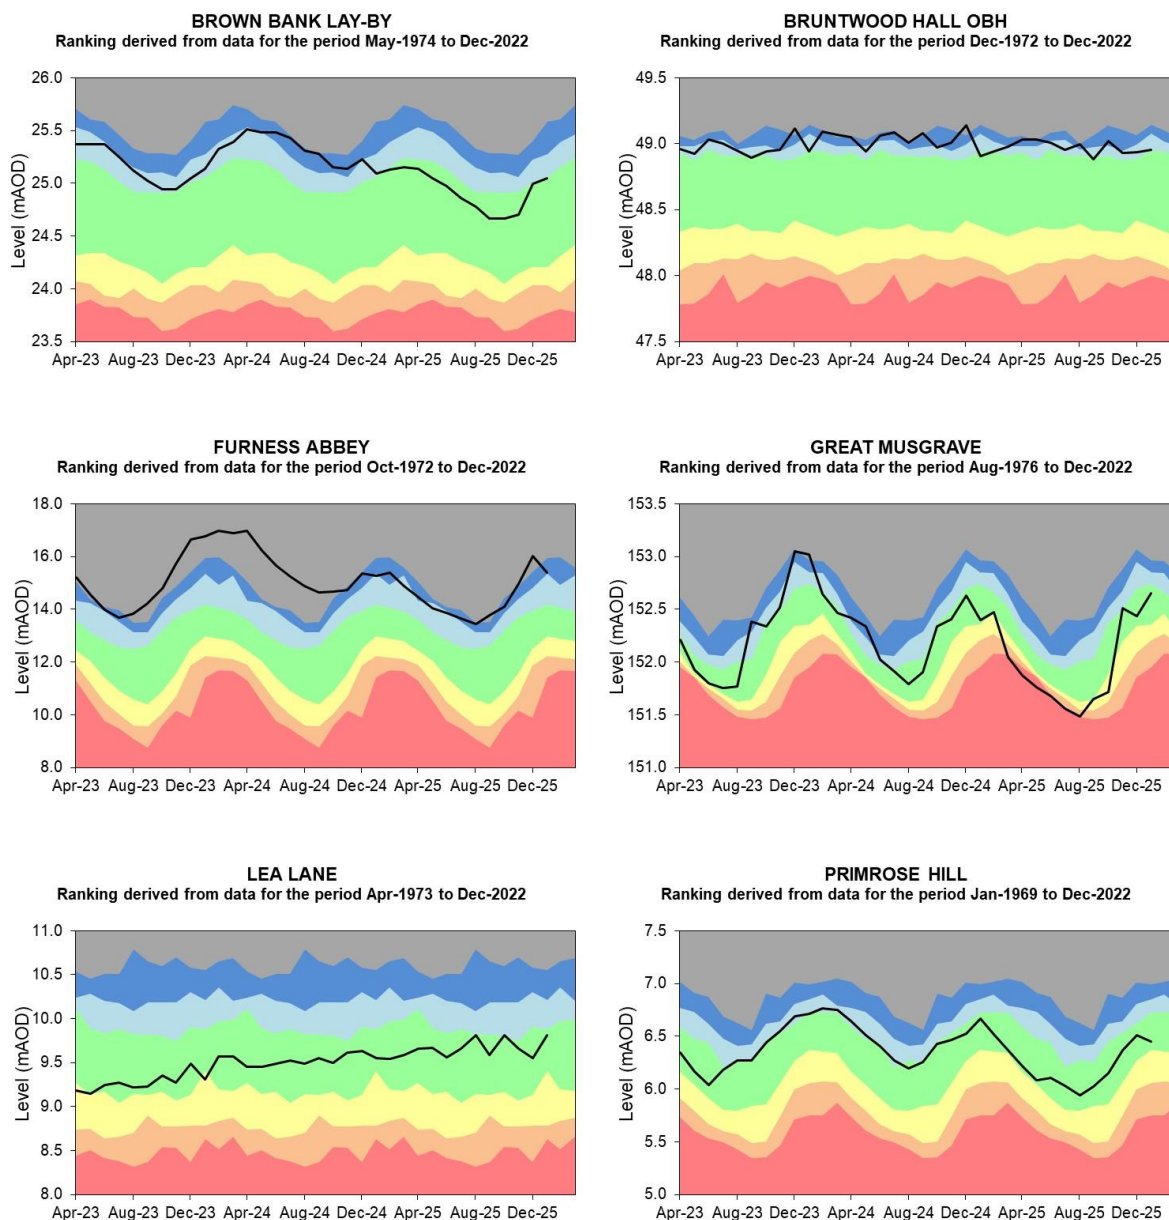 BROWN BANK LAY-BY
Ranking derived from data for the period May-1974 to Dec-2022
Level (mAOD)
26.0
25.5
25.0
24.5
24.0
23.5
Apr-23 Aug-23 Dec-23 Apr-24 Aug-24 Dec-24 Apr-25 Aug-25 Dec-25
BRUNTWOOD HALL OBH
Ranking derived from data for the period Dec-1972 to Dec-2022
Level (mAOD)
49.5
49.0
48.5
48.0
47.5
Apr-23 Aug-23 Dec-23 Apr-24 Aug-24 Dec-24 Apr-25 Aug-25 Dec-25
FURNESS ABBEY
Ranking derived from data for the period Oct-1972 to Dec-2022
Level (mAOD)
18.0
16.0
14.0
12.0
10.0
8.0
Apr-23 Aug-23 Dec-23 Apr-24 Aug-24 Dec-24 Apr-25 Aug-25 Dec-25
GREAT MUSGRAVE
Ranking derived from data for the period Aug-1976 to Dec-2022
Level (mAOD)
153.5
153.0
152.5
152.0
151.5
151.0
Apr-23 Aug-23 Dec-23 Apr-24 Aug-24 Dec-24 Apr-25 Aug-25 Dec-25
LEA LANE
Ranking derived from data for the period Apr-1973 to Dec-2022
Level (mAOD)
11.0
10.5
10.0
9.5
9.0
8.5
8.0
Apr-23 Aug-23 Dec-23 Apr-24 Aug-24 Dec-24 Apr-25 Aug-25 Dec-25
PRIMROSE HILL
Ranking derived from data for the period Jan-1969 to Dec-2022
Level (mAOD)
7.5
7.0
6.5
6.0
5.5
5.0
Apr-23 Aug-23 Dec-23 Apr-24 Aug-24 Dec-24 Apr-25 Aug-25 Dec-25